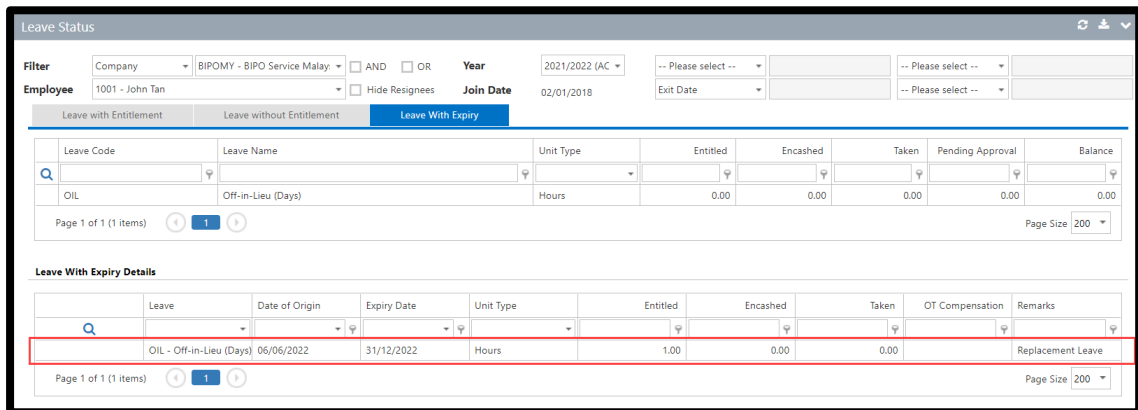 Leave Status
Filter Company BIPOMY - BIPO Service Malay: AND OR Year 2021/2022 (AC -- Please select -- -- Please select --
Employee 1001 - John Tan Hide Resignees Join Date 02/01/2018 Exit Date -- Please select --
Leave with Entitlement Leave without Entitlement Leave With Expiry
Leave Code Leave Name Unit Type Entitled Encashed Taken Pending Approval Balance
OIL Off-in-Lieu (Days) Hours 0.00 0.00 0.00 0.00 0.00
Page 1 of 1 (1 items) 1 Page Size 200
Leave With Expiry Details
Leave Date of Origin Expiry Date Unit Type Entitled Encashed Taken OT Compensation Remarks
OIL - Off-in-Lieu (Days) 06/06/2022 31/12/2022 Hours 1.00 0.00 0.00 Replacement Leave
Page 1 of 1 (1 items) 1 Page Size 200